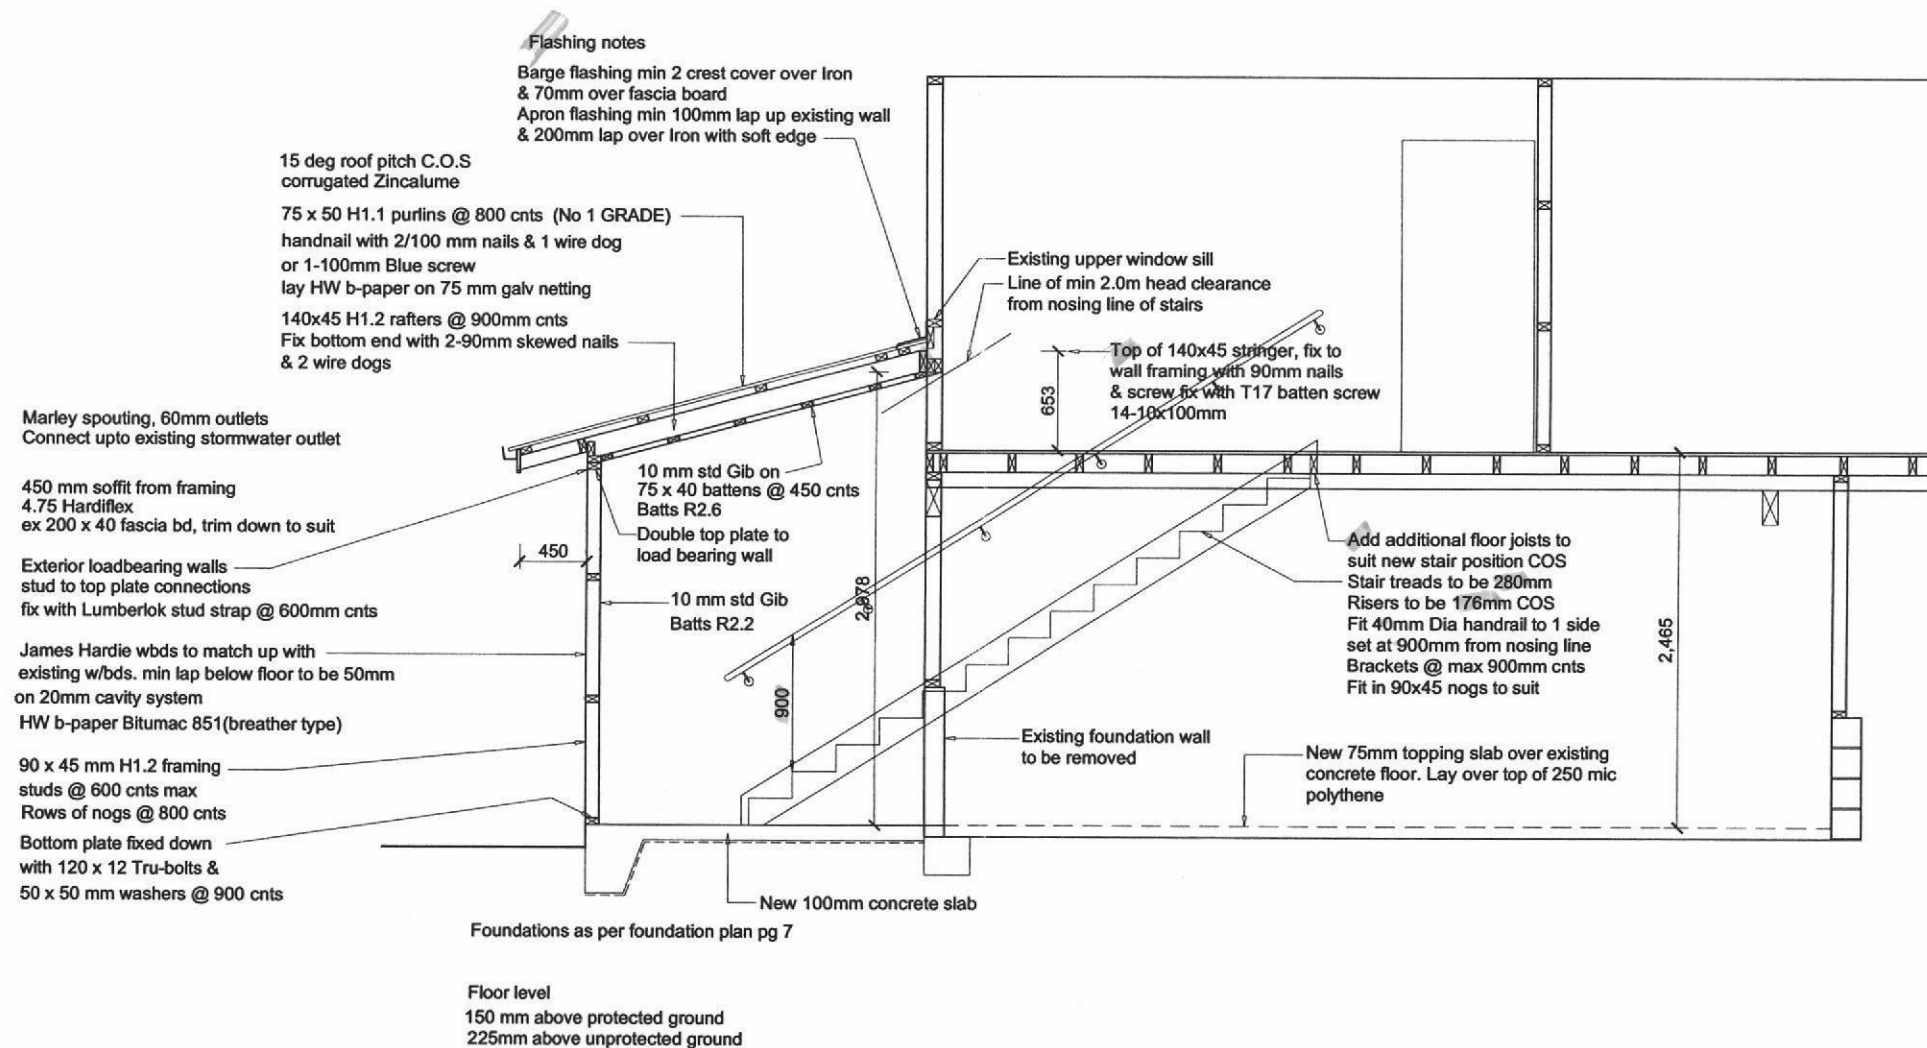 Flashing notes
Barge flashing min 2 crest cover over Iron
& 70mm over fascia board
Apron flashing min 100mm lap up existing wall
& 200mm lap over Iron with soft edge
15 deg roof pitch C.O.S
corrugated Zincalume
75 x 50 H1.1 purlins @ 800 cnts (No 1 GRADE)
handnail with 2/100 mm nails & 1 wire dog
or 1-100mm Blue screw
lay HW b-paper on 75 mm galv netting
140x45 H1.2 rafters @ 900mm cnts
Fix bottom end with 2-90mm skewed nails
& 2 wire dogs
Existing upper window sill
Line of min 2.0m head clearance
from nosing line of stairs
Top of 140x45 stringer, fix to
wall framing with 90mm nails
& screw fix with T17 batten screw
14-10x100mm
653
Marley spouting, 60mm outlets
Connect upto existing stormwater outlet
450 mm soffit from framing
4.75 Hardiflex
ex 200 x 40 fascia bd, trim down to suit
Exterior loadbearing walls
stud to top plate connections
fix with Lumberlok stud strap @ 600mm cnts
James Hardie wbds to match up with
existing w/bds. min lap below floor to be 50mm
on 20mm cavity system
HW b-paper Bitumac 851(breather type)
90 x 45 mm H1.2 framing
studs @ 600 cnts max
Rows of nogs @ 800 cnts
Bottom plate fixed down
with 120 x 12 Tru-bolts &
50 x 50 mm washers @ 900 cnts
450
10 mm std Gib on
75 x 40 battens @ 450 cnts
Batts R2.6
Double top plate to
load bearing wall
10 mm std Gib
Batts R2.2
2,878
900
Add additional floor joists to
suit new stair position COS
Stair treads to be 280mm
Risers to be 176mm COS
Fit 40mm Dia handrail to 1 side
set at 900mm from nosing line
Brackets @ max 900mm cnts
Fit in 90x45 nogs to suit
2,465
Existing foundation wall
to be removed
New 75mm topping slab over existing
concrete floor. Lay over top of 250 mic
polythene
New 100mm concrete slab
Foundations as per foundation plan pg 7
Floor level
150 mm above protected ground
225mm above unprotected ground